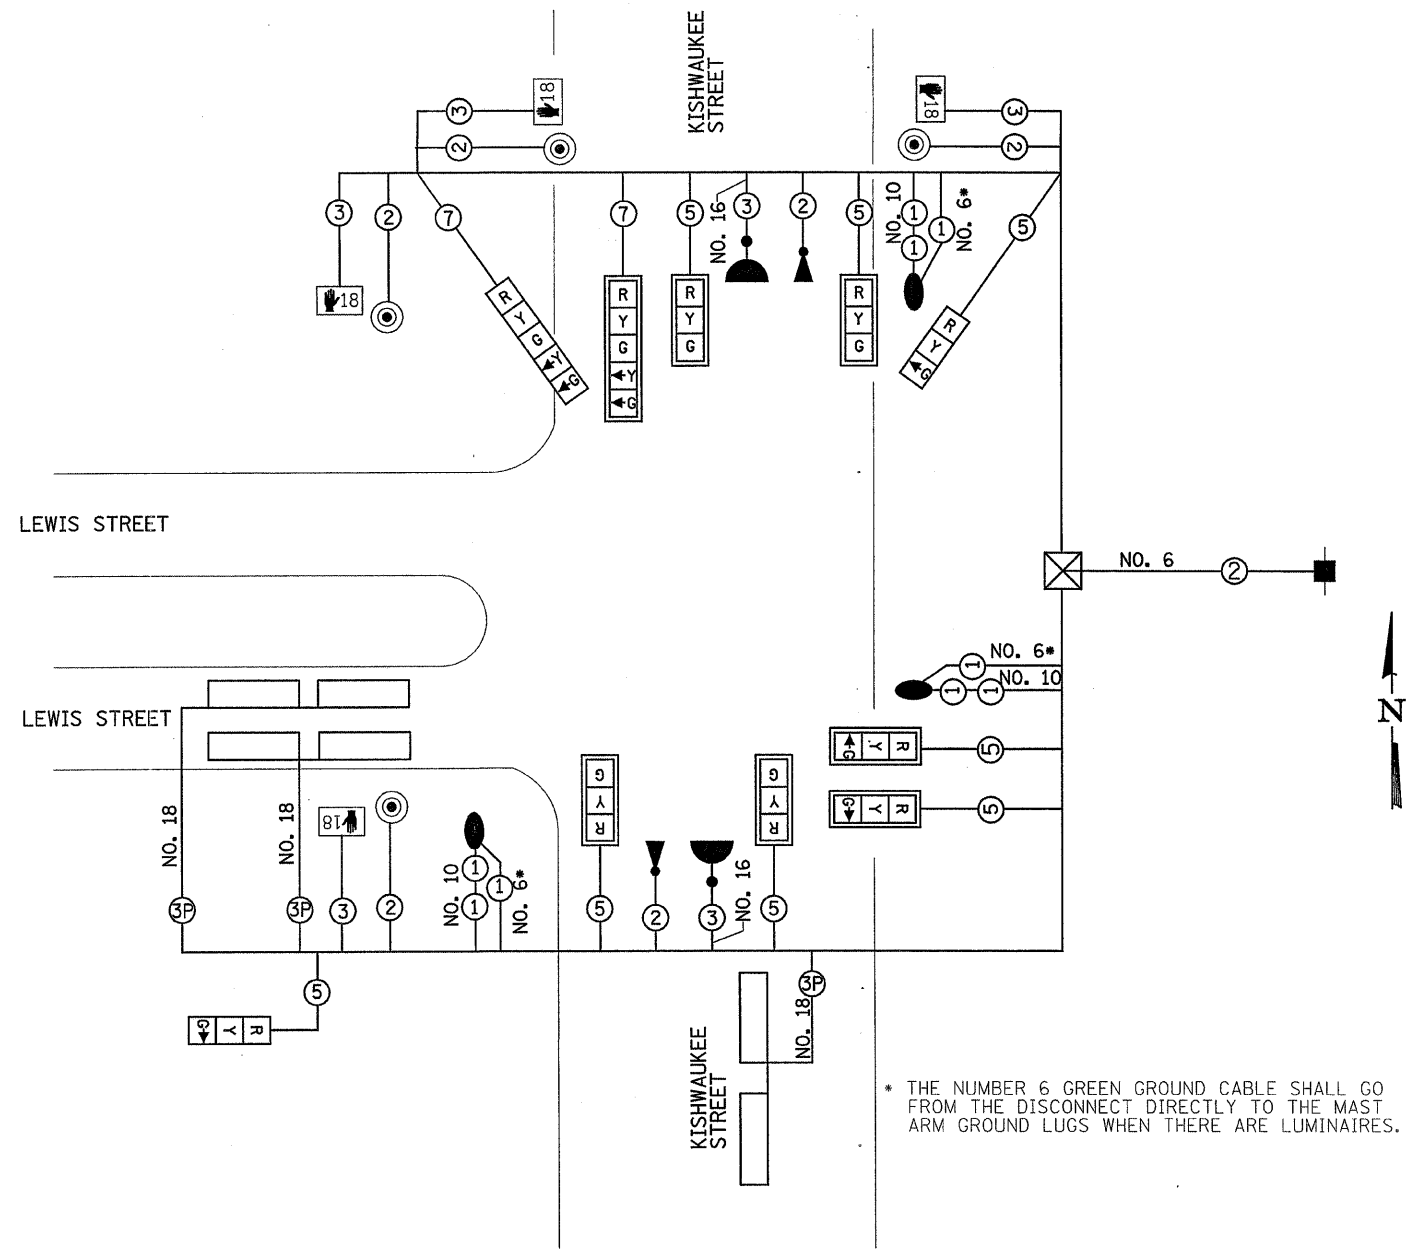 KISHWAUKEE
STREET
3
18
18
3
2
2
3
2
7
7
5
NO. 16
3
2
5
NO. 10
1
1
1
NO. 6*
5
18
R
Y
G
Y
G
R
Y
G
Y
G
R
Y
G
R
Y
G
R
Y
G
LEWIS STREET
NO. 6
2
NO. 6*
1
NO. 10
1
1
N
LEWIS STREET
G
Y
R
5
G
Y
R
5
G
Y
R
G
Y
R
NO. 18
NO. 18
18
NO. 10
1
1
1
NO. 6*
3P
3P
3
2
5
2
3
NO. 16
5
5
G
Y
R
3P
NO. 18
KISHWAUKEE
STREET
* THE NUMBER 6 GREEN GROUND CABLE SHALL GO
FROM THE DISCONNECT DIRECTLY TO THE MAST
ARM GROUND LUGS WHEN THERE ARE LUMINAIRES.